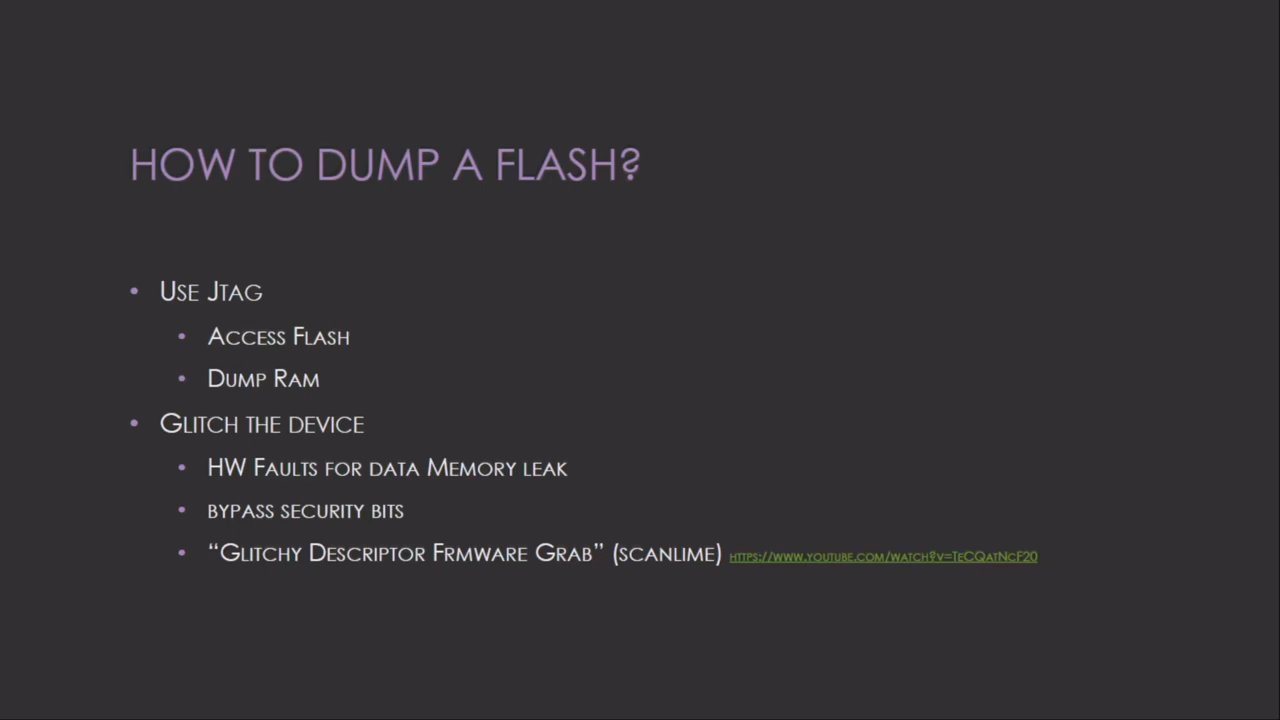 HOW TO DUMP A FLASH?
• USE JTAG
• ACCESS FLASH
• DUMP RAM
• GLITCH THE DEVICE
• HW FAULTS FOR DATA MEMORY LEAK
• BYPASS SECURITY BITS
• “GLITCHY DESCRIPTOR FRMWARE GRAB” (SCANLIME) HTTPS://WWW.YOUTUBE.COM/WATCH?V=TECQATNCF20